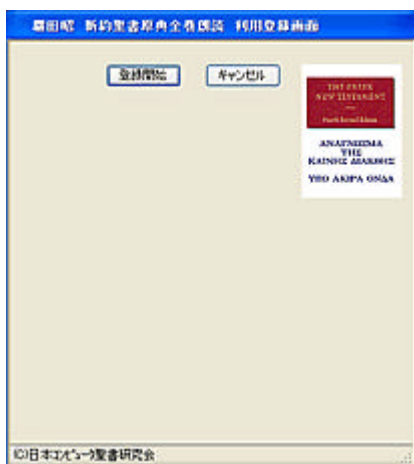 織田昭 新約聖書原典全巻朗読 利用登録画面
登録開始
キャンセル
THE GREEK
NEW TESTAMENT
ΑΝΑΓΝΩΣΜΑ
ΤΗΣ
ΚΑΙΝΗΣ ΔΙΑΘΗΚΗΣ
ΥΠΟ ΑΚΙΡΑ ΟΝΔΑ
(C)日本コンピュータ聖書研究会